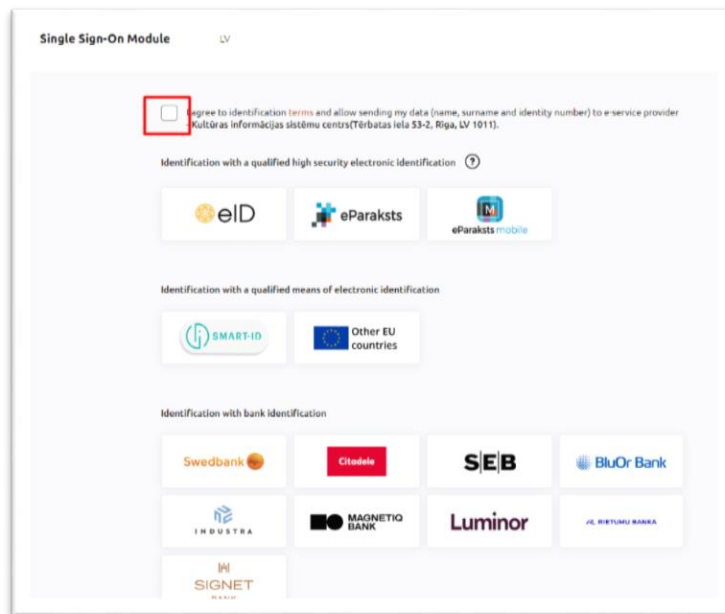 Single Sign-On Module LV
I agree to identification terms and allow sending my data (name, surname and identity number) to e-service provider
- Kultūras informācijas sistēmu centrs(Tērbatas iela 53-2, Rīga, LV 1011).
Identification with a qualified high security electronic identification ?
eID eParaksts M eParaksts mobile
Identification with a qualified means of electronic identification
SMART-ID Other EU
countries
Identification with bank identification
Swedbank Citadele S|E|B BluOr Bank
INDUSTRA MAGNETIQ
BANK Luminor RIETUMU BANKA
SIGNET
BANK